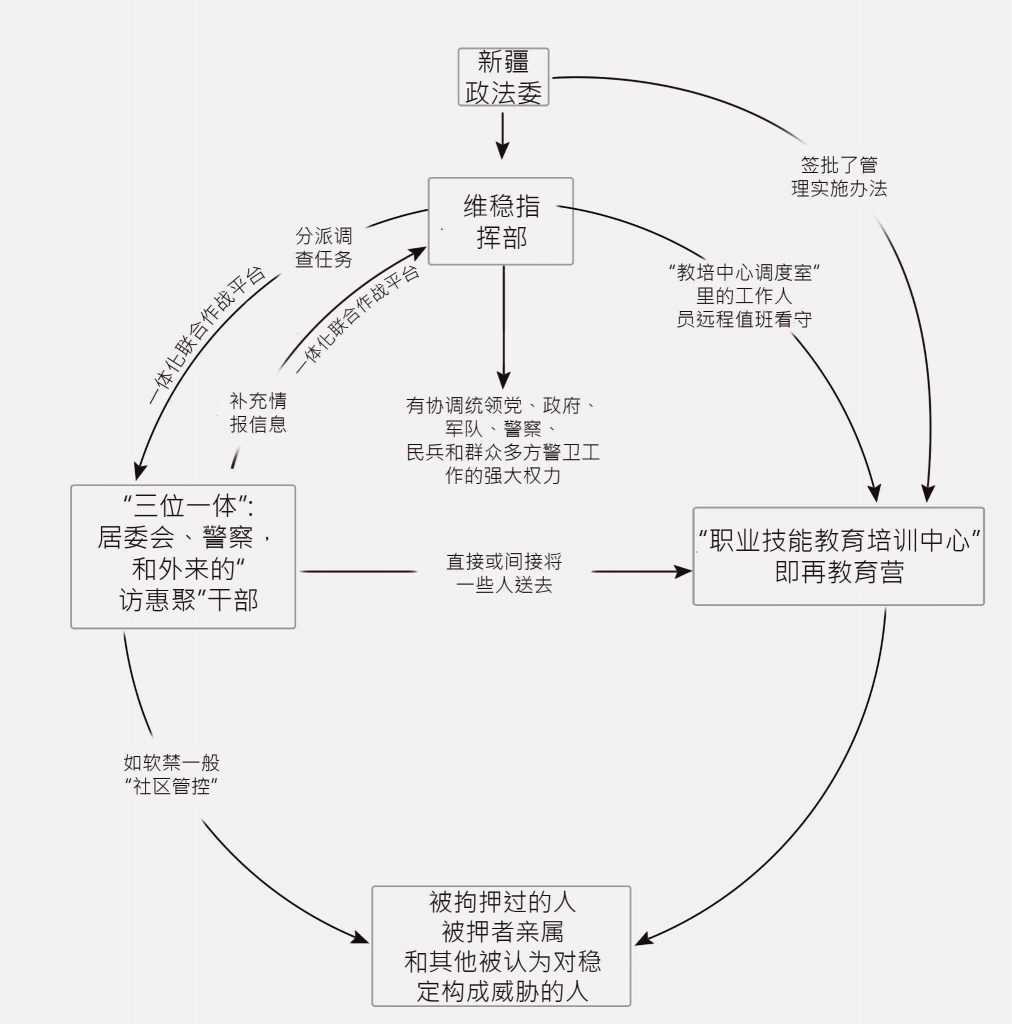 新疆
政法委
签批了管
理实施办法
维稳指
挥部
分派调
查任务
一体化联合作战平台
一体化联合作战平台
“教培中心调度室”
里的工作人
员远程值班看守
补充情
报信息
有协调统领党、政府、
军队、警察、
民兵和群众多方警卫工
作的强大权力
“三位一体”:
居委会、警察，
和外来的“
访惠聚”干部
直接或间接将
一些人送去
“职业技能教育培训中心”
即再教育营
如软禁一般
“社区管控”
被拘押过的人
被押者亲属
和其他被认为对稳
定构成威胁的人